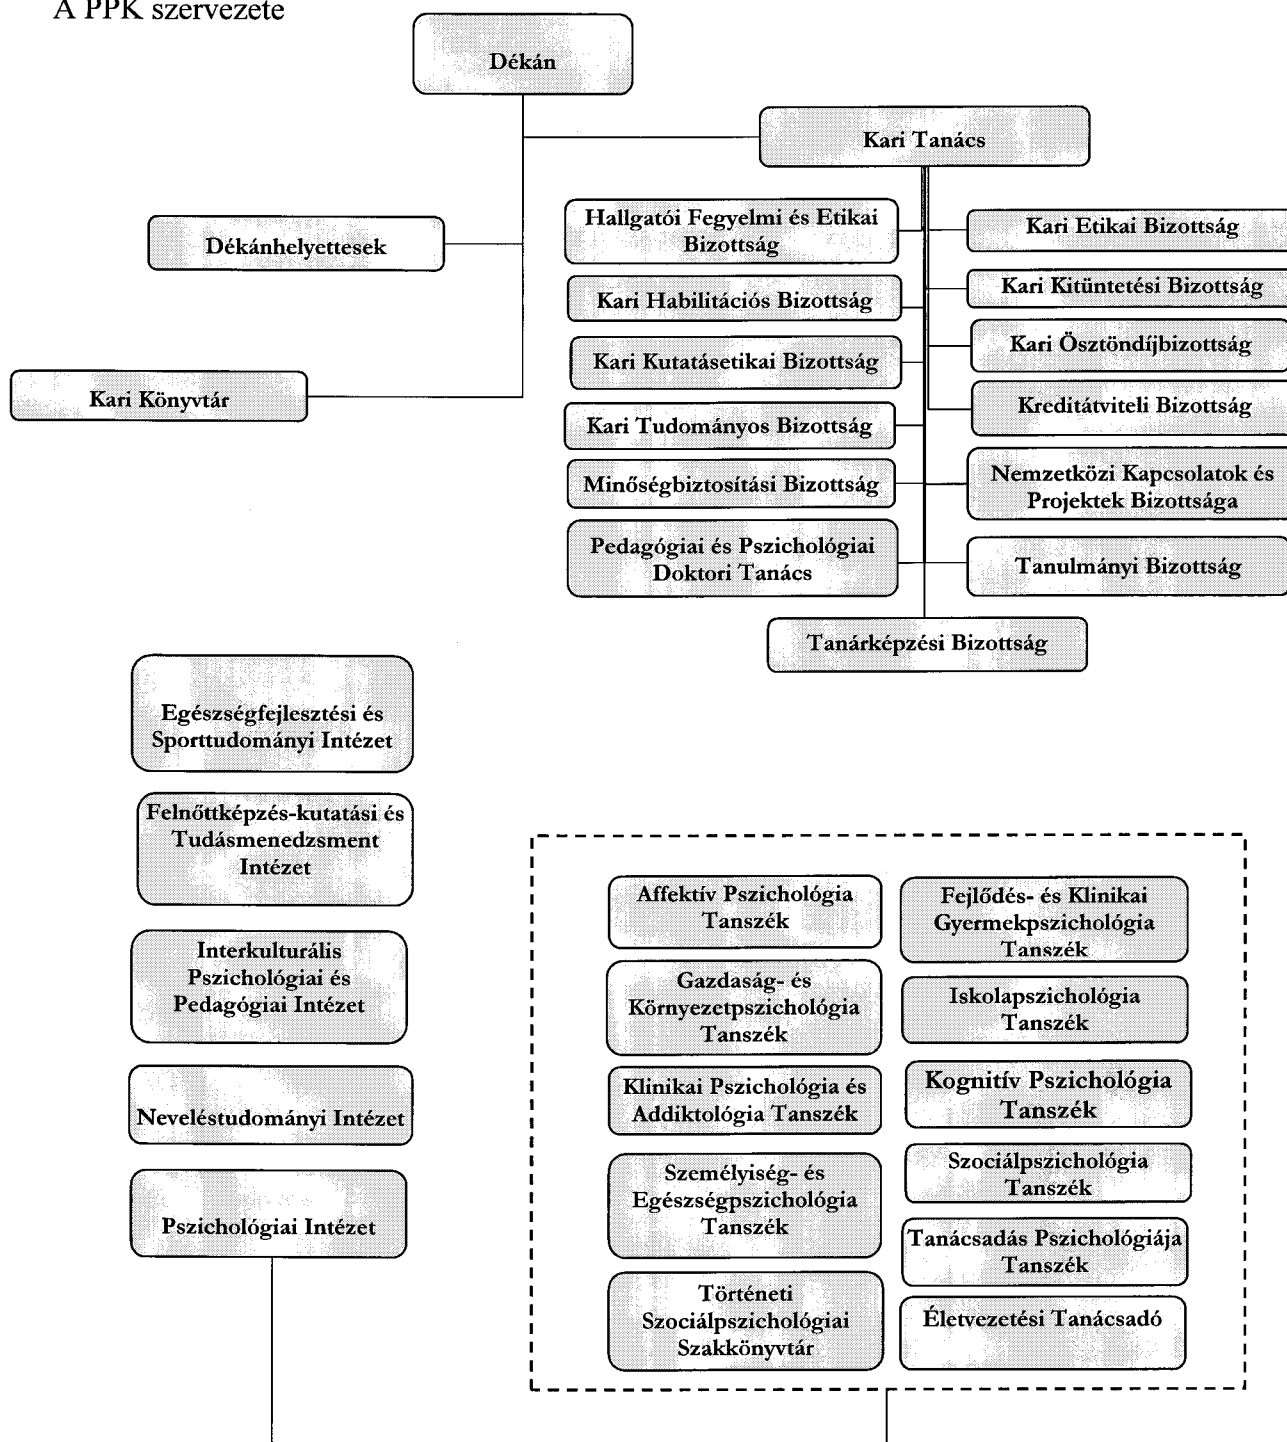 A PPK szervezete
Dékán
Kari Tanács
Dékánhelyettesek
Kari Könyvtár
Hallgatói Fegyelmi és Etikai
Bizottság
Kari Habilitációs Bizottság
Kari Kutatásetikai Bizottság
Kari Tudományos Bizottság
Minőségbiztosítási Bizottság
Pedagógiai és Pszichológiai
Doktori Tanács
Kari Etikai Bizottság
Kari Kitüntetési Bizottság
Kari Ösztöndíjbizottság
Kreditátviteli Bizottság
Nemzetközi Kapcsolatok és
Projektek Bizottsága
Tanulmányi Bizottság
Tanárképzési Bizottság
Egészségfejlesztési és
Sporttudományi Intézet
Felnőttképzés-kutatási és
Tudásmenedzsment
Intézet
Interkulturális
Pszichológiai és
Pedagógiai Intézet
Neveléstudományi Intézet
Pszichológiai Intézet
Affektív Pszichológia
Tanszék
Gazdaság- és
Környezetpszichológia
Tanszék
Klinikai Pszichológia és
Addiktológia Tanszék
Személyiség- és
Egészségpszichológia
Tanszék
Történeti
Szociálpszichológiai
Szakkönyvtár
Fejlődés- és Klinikai
Gyermekpszichológia
Tanszék
Iskolapszichológia
Tanszék
Kognitív Pszichológia
Tanszék
Szociálpszichológia
Tanszék
Tanácsadás Pszichológiája
Tanszék
Életvezetési Tanácsadó